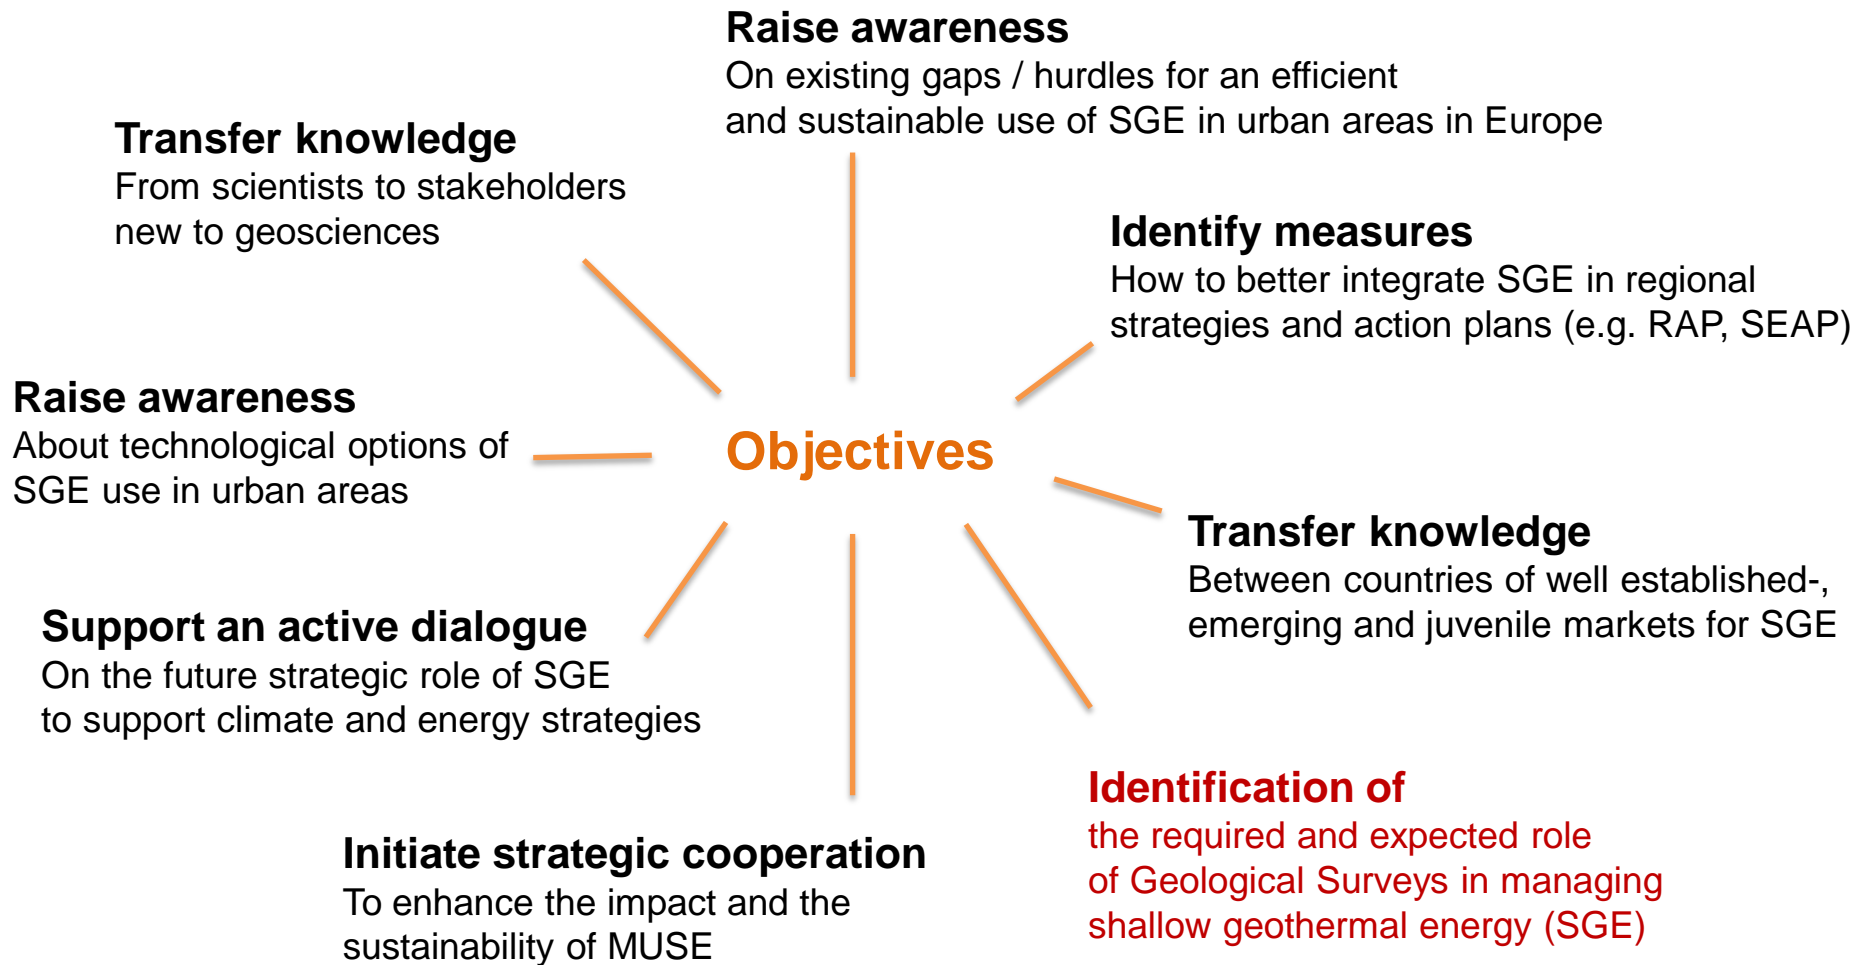 Raise awareness
On existing gaps / hurdles for an efficient
and sustainable use of SGE in urban areas in Europe
Transfer knowledge
From scientists to stakeholders
new to geosciences
Identify measures
How to better integrate SGE in regional
strategies and action plans (e.g. RAP, SEAP)
Raise awareness
About technological options of
SGE use in urban areas
Objectives
Transfer knowledge
Between countries of well established-,
emerging and juvenile markets for SGE
Support an active dialogue
On the future strategic role of SGE
to support climate and energy strategies
Identification of
the required and expected role
of Geological Surveys in managing
shallow geothermal energy (SGE)
Initiate strategic cooperation
To enhance the impact and the
sustainability of MUSE